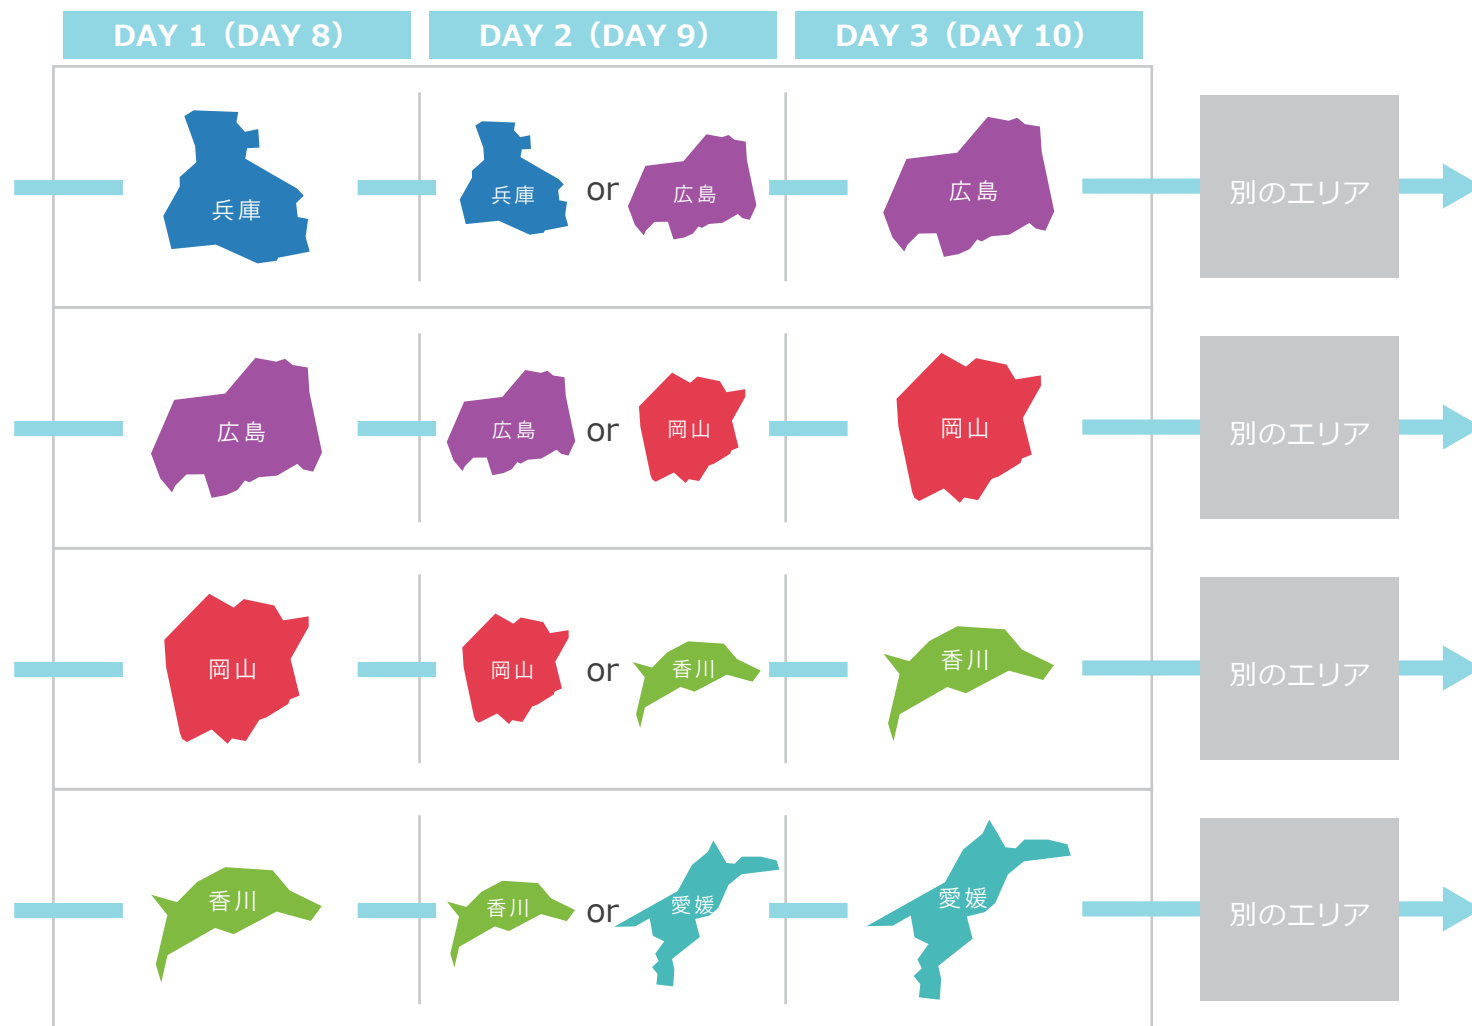 DAY 1（DAY 8） DAY 2（DAY 9） DAY 3（DAY 10）
兵庫 兵庫 or 広島 広島 別のエリア
広島 広島 or 岡山 岡山 別のエリア
岡山 岡山 or 香川 香川 別のエリア
香川 香川 or 愛媛 愛媛 別のエリア